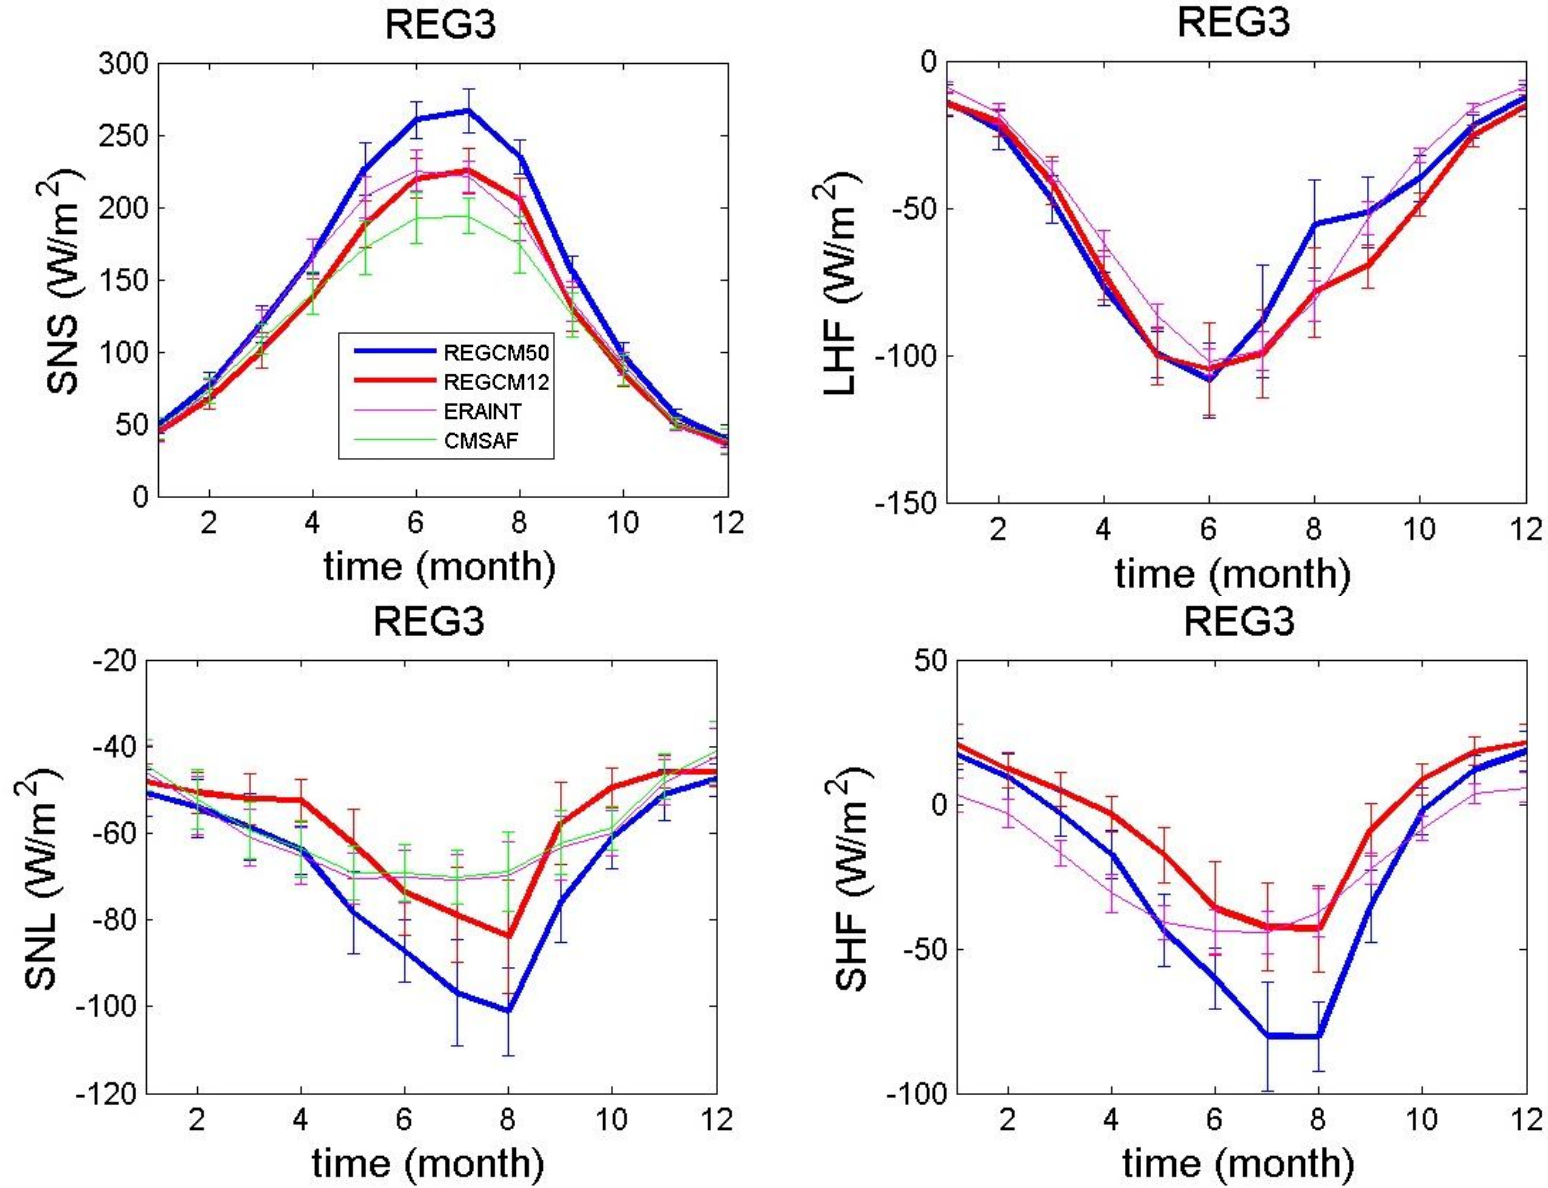 REG3
300
250
200
150
100
50
0
SNS (W/m²)
REGCM50
REGCM12
ERAINT
CMSAF
2 4 6 8 10 12
time (month)
REG3
0
-50
-100
-150
LHF (W/m²)
2 4 6 8 10 12
time (month)
REG3
-20
-40
-60
-80
-100
-120
SNL (W/m²)
2 4 6 8 10 12
time (month)
REG3
50
0
-50
-100
SHF (W/m²)
2 4 6 8 10 12
time (month)